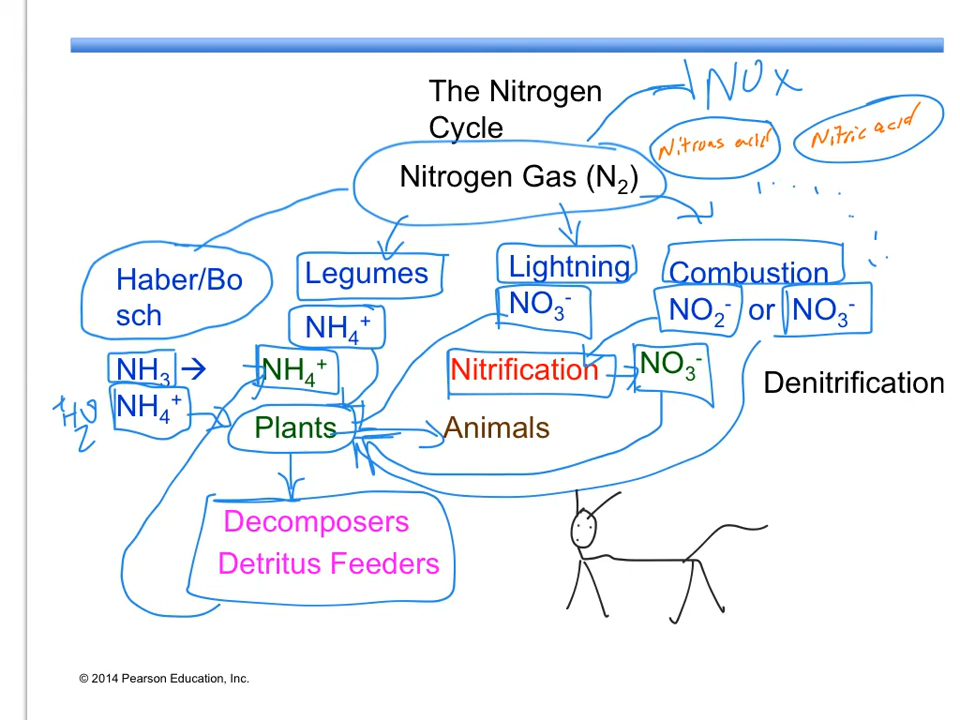 The Nitrogen
Cycle
NOx
Nitrous acid
Nitric acid
Nitrogen Gas (N₂)
Haber/Bo
sch
Legumes
Lightning
Combustion
NH₄⁺
NO₃⁻
NO₂⁻ or NO₃⁻
NH₃ →
NH₄⁺
Nitrification
NO₃⁻
Denitrification
H₂O
NH₄⁺
Plants
Animals
Decomposers
Detritus Feeders
© 2014 Pearson Education, Inc.